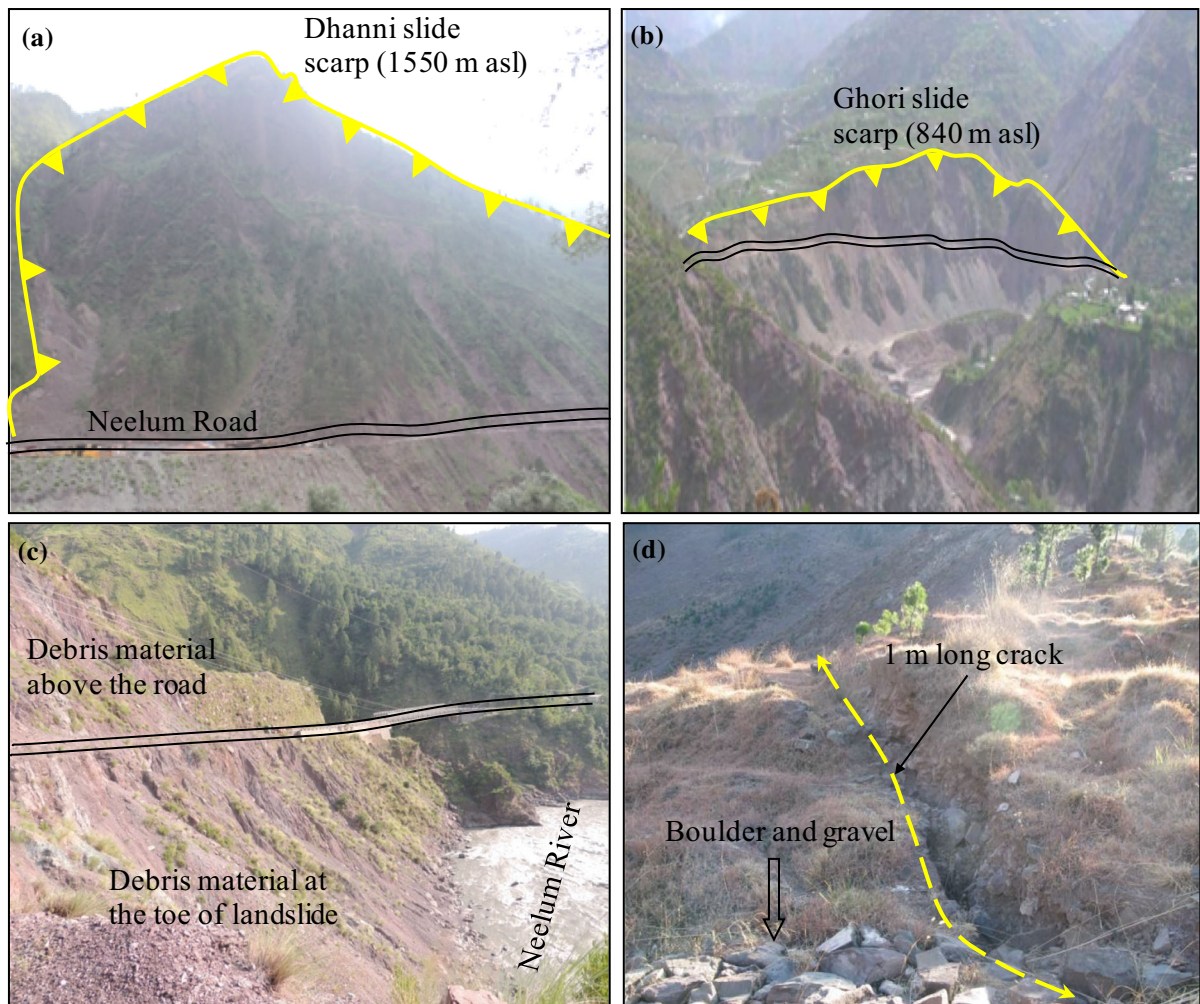 (a)
Dhanni slide
scarp (1550 m asl)
Neelum Road
(b)
Ghori slide
scarp (840 m asl)
(c)
Debris material
above the road
Debris material at
the toe of landslide
Neelum River
(d)
1 m long crack
Boulder and gravel